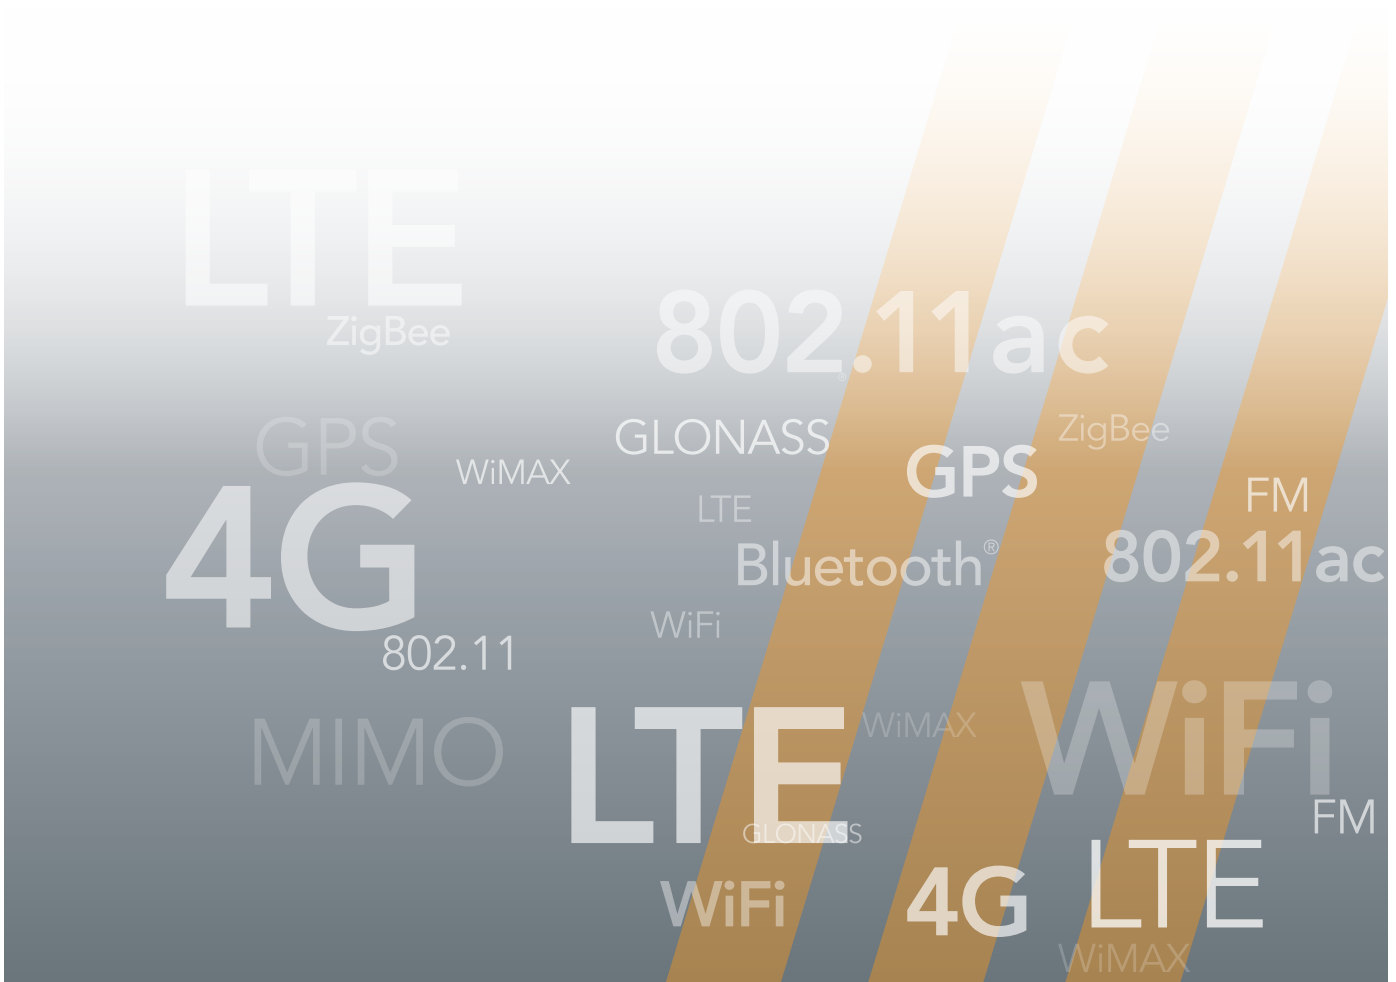 LTE
ZigBee
802.11ac
GPS
GLONASS
ZigBee
WiMAX
GPS
4G
LTE
FM
Bluetooth®
802.11ac
WiFi
802.11
MIMO
LTE
WiMAX
WiFi
GLONASS
FM
WiFi
4G
LTE
WiMAX